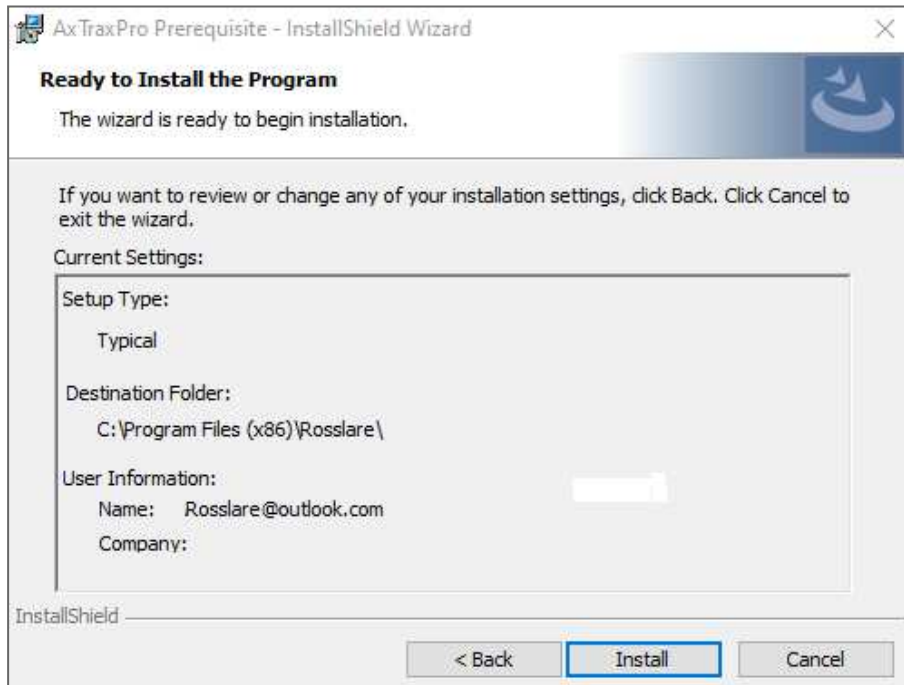 AxTraxPro Prerequisite - InstallShield Wizard
Ready to Install the Program
The wizard is ready to begin installation.
If you want to review or change any of your installation settings, click Back. Click Cancel to
exit the wizard.
Current Settings:
Setup Type:
Typical
Destination Folder:
C:\Program Files (x86)\Rosslare\
User Information:
Name: Rosslare@outlook.com
Company:
InstallShield
< Back Install Cancel